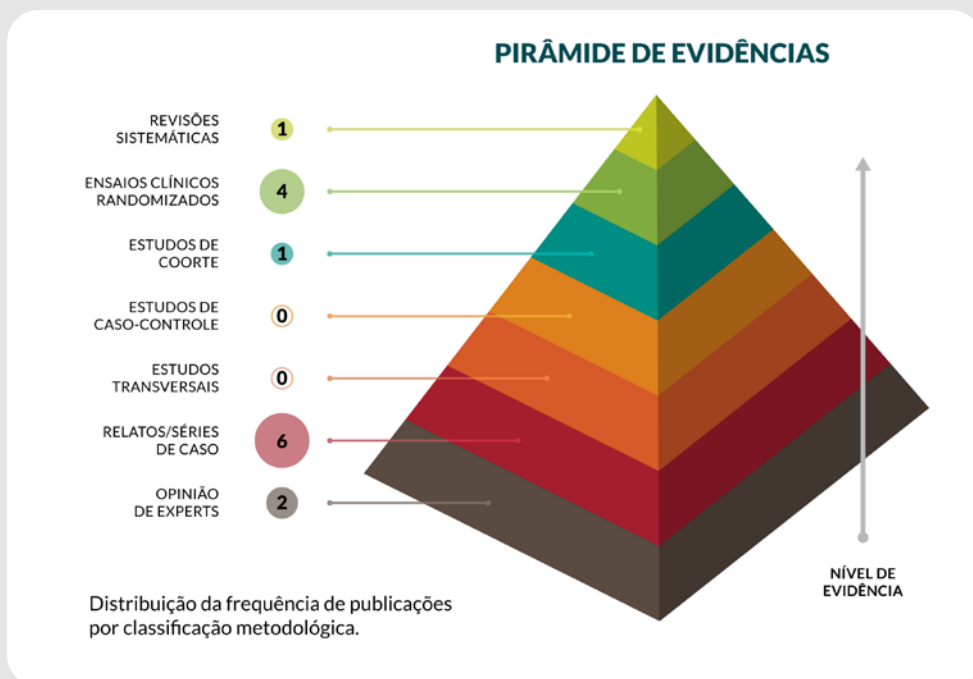 PIRÂMIDE DE EVIDÊNCIAS
REVISÕES
SISTEMÁTICAS
1
ENSAIOS CLÍNICOS
RANDOMIZADOS
4
ESTUDOS DE
COORTE
1
ESTUDOS DE
CASO-CONTROLE
0
ESTUDOS
TRANSVERSAIS
0
RELATOS/SÉRIES
DE CASO
6
OPINIÃO
DE EXPERTS
2
NÍVEL DE
EVIDÊNCIA
Distribuição da frequência de publicações
por classificação metodológica.